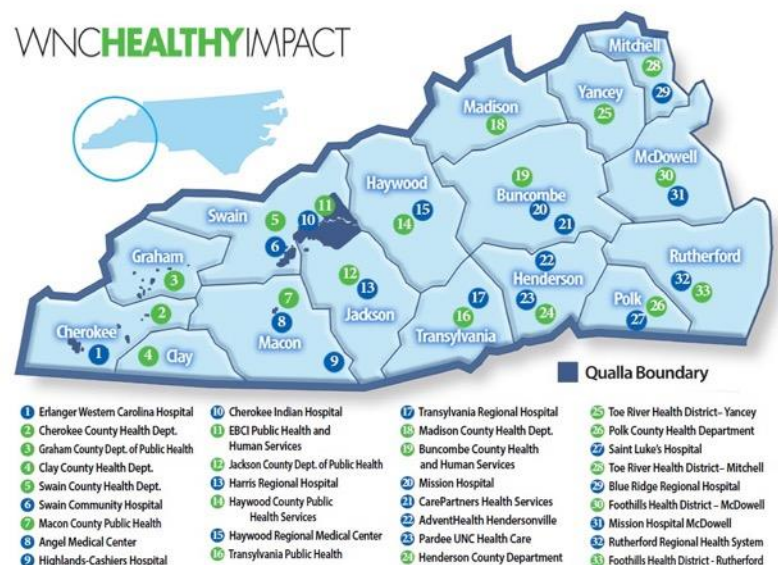 WNCHEALTHYIMPACT
Mitchell
28
29
Yancey
25
Madison
18
McDowell
30
31
Buncombe
19
20
21
Haywood
15
14
Swain
11
10
5
6
Graham
3
Rutherford
32
33
Henderson
22
23
24
Jackson
12
13
Polk
26
27
Transylvania
17
16
Macon
7
8
9
Cherokee
2
1
Clay
4
Qualla Boundary
1 Erlanger Western Carolina Hospital
2 Cherokee County Health Dept.
3 Graham County Dept. of Public Health
4 Clay County Health Dept.
5 Swain County Health Dept.
6 Swain Community Hospital
7 Macon County Public Health
8 Angel Medical Center
9 Highlands-Cashiers Hospital
10 Cherokee Indian Hospital
11 EBCI Public Health and
Human Services
12 Jackson County Dept. of Public Health
13 Harris Regional Hospital
14 Haywood County Public
Health Services
15 Haywood Regional Medical Center
16 Transylvania Public Health
17 Transylvania Regional Hospital
18 Madison County Health Dept.
19 Buncombe County Health
and Human Services
20 Mission Hospital
21 CarePartners Health Services
22 AdventHealth Hendersonville
23 Pardee UNC Health Care
24 Henderson County Department
25 Toe River Health District– Yancey
26 Polk County Health Department
27 Saint Luke's Hospital
28 Toe River Health District– Mitchell
29 Blue Ridge Regional Hospital
30 Foothills Health District – McDowell
31 Mission Hospital McDowell
32 Rutherford Regional Health System
33 Foothills Health District - Rutherford